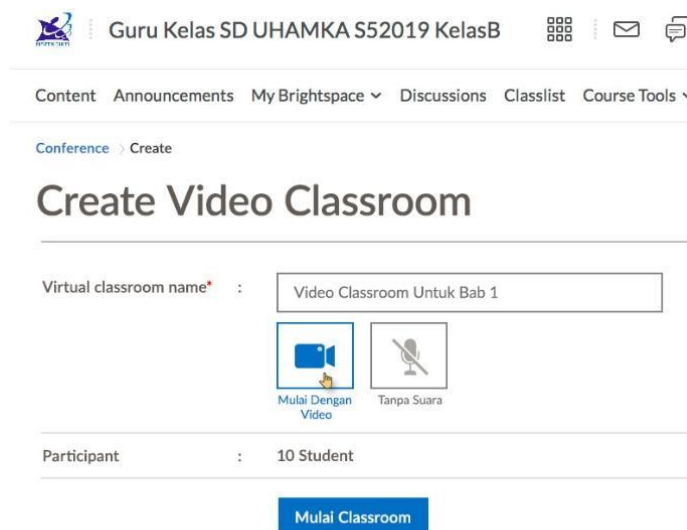 Guru Kelas SD UHAMKA S52019 KelasB
Content Announcements My Brightspace Discussions Classlist Course Tools
Conference Create
Create Video Classroom
Virtual classroom name* : Video Classroom Untuk Bab 1
Mulai Dengan Video Tanpa Suara
Participant : 10 Student
Mulai Classroom